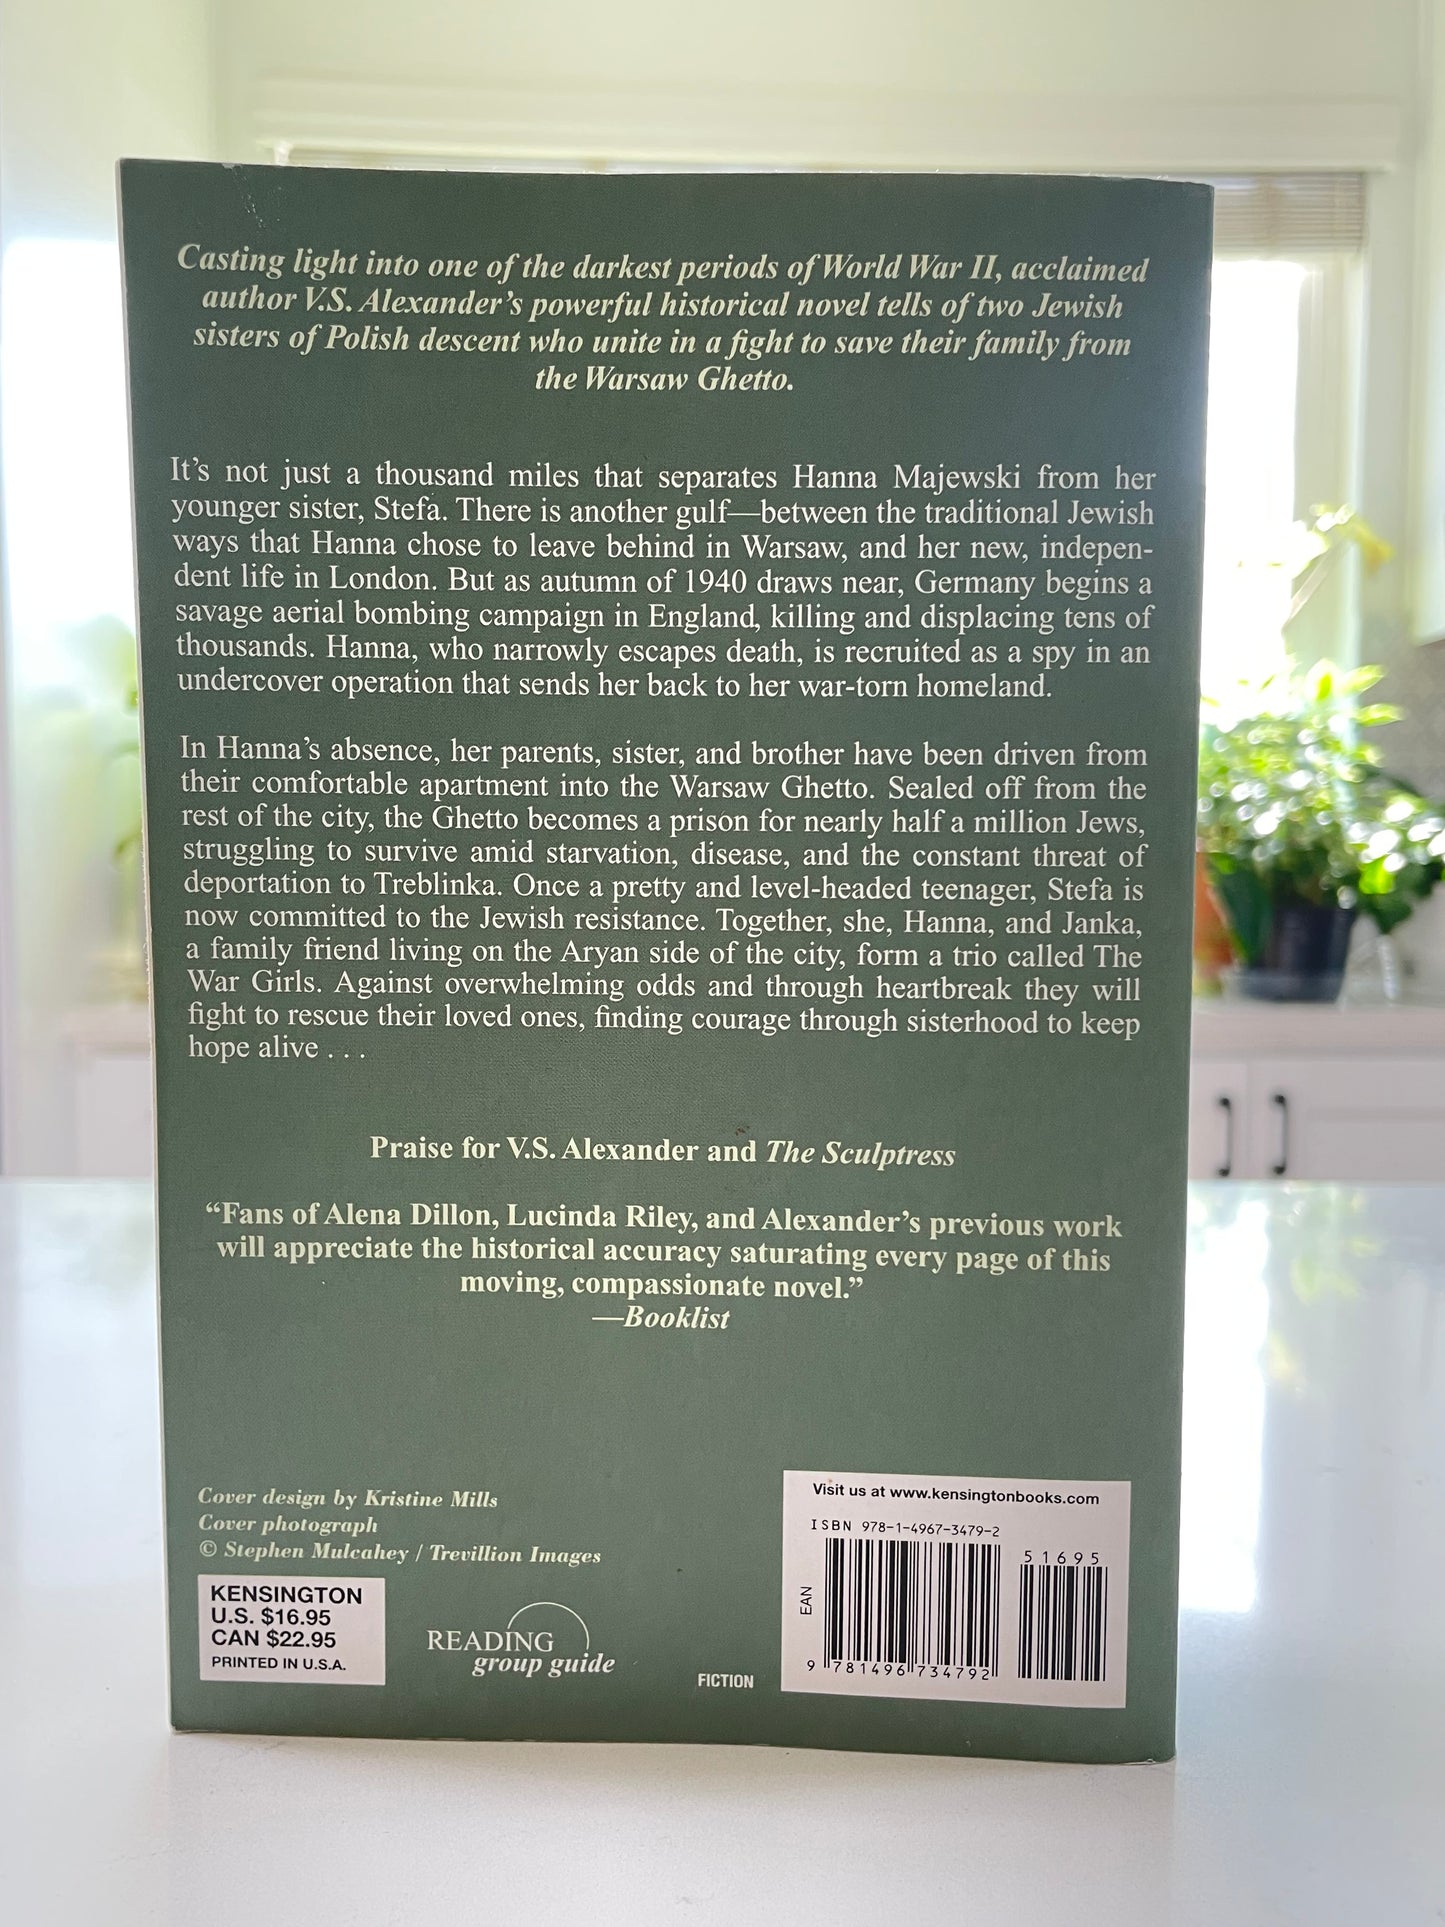 Casting light into one of the darkest periods of World War II, acclaimed
author V.S. Alexander’s powerful historical novel tells of two Jewish
sisters of Polish descent who unite in a fight to save their family from
the Warsaw Ghetto.
It’s not just a thousand miles that separates Hanna Majewski from her
younger sister, Stefa. There is another gulf—between the traditional Jewish
ways that Hanna chose to leave behind in Warsaw, and her new, indepen-
dent life in London. But as autumn of 1940 draws near, Germany begins a
savage aerial bombing campaign in England, killing and displacing tens of
thousands. Hanna, who narrowly escapes death, is recruited as a spy in an
undercover operation that sends her back to her war-torn homeland.
In Hanna’s absence, her parents, sister, and brother have been driven from
their comfortable apartment into the Warsaw Ghetto. Sealed off from the
rest of the city, the Ghetto becomes a prison for nearly half a million Jews,
struggling to survive amid starvation, disease, and the constant threat of
deportation to Treblinka. Once a pretty and level-headed teenager, Stefa is
now committed to the Jewish resistance. Together, she, Hanna, and Janka,
a family friend living on the Aryan side of the city, form a trio called The
War Girls. Against overwhelming odds and through heartbreak they will
fight to rescue their loved ones, finding courage through sisterhood to keep
hope alive . . .
Praise for V.S. Alexander and The Sculptress
“Fans of Alena Dillon, Lucinda Riley, and Alexander’s previous work
will appreciate the historical accuracy saturating every page of this
moving, compassionate novel.”
—Booklist
Cover design by Kristine Mills
Cover photograph
© Stephen Mulcahey / Trevillion Images
KENSINGTON
U.S. $16.95
CAN $22.95
PRINTED IN U.S.A.
READING
group guide
FICTION
Visit us at www.kensingtonbooks.com
ISBN 978-1-4967-3479-2
51695
EAN
9 781496 734792